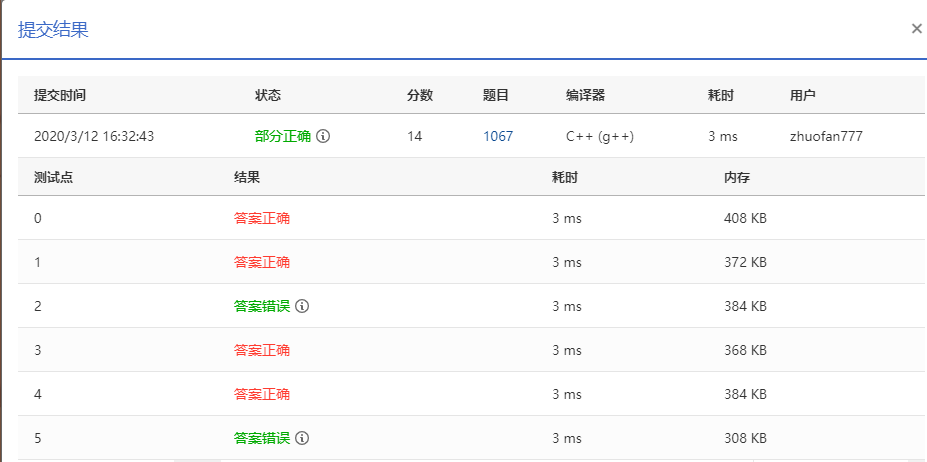 提交结果 ×
提交时间 状态 分数 题目 编译器 耗时 用户
2020/3/12 16:32:43 部分正确 14 1067 C++ (g++) 3 ms zhuofan777
测试点 结果 耗时 内存
0 答案正确 3 ms 408 KB
1 答案正确 3 ms 372 KB
2 答案错误 3 ms 384 KB
3 答案正确 3 ms 368 KB
4 答案正确 3 ms 384 KB
5 答案错误 3 ms 308 KB